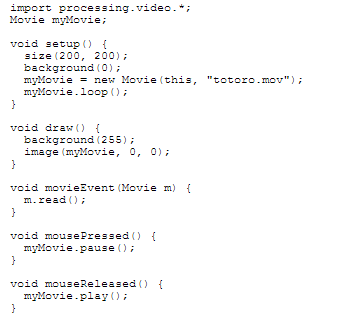 import processing.video.*;
Movie myMovie;

void setup() {
  size(200, 200);
  background(0);
  myMovie = new Movie(this, "totoro.mov");
  myMovie.loop();
}

void draw() {
  background(255);
  image(myMovie, 0, 0);
}

void movieEvent(Movie m) {
  m.read();
}

void mousePressed() {
  myMovie.pause();
}

void mouseReleased() {
  myMovie.play();
}